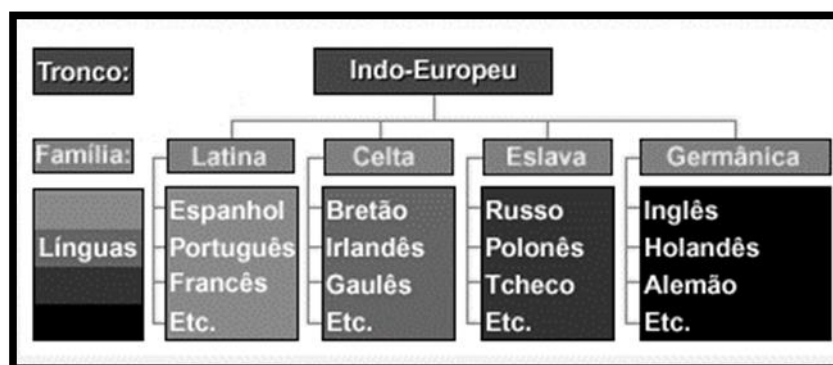 Tronco:
Indo-Europeu
Família:
Latina
Celta
Eslava
Germânica
Línguas
Espanhol
Português
Francês
Etc.
Bretão
Irlandês
Gaulês
Etc.
Russo
Polonês
Tcheco
Etc.
Inglês
Holandês
Alemão
Etc.